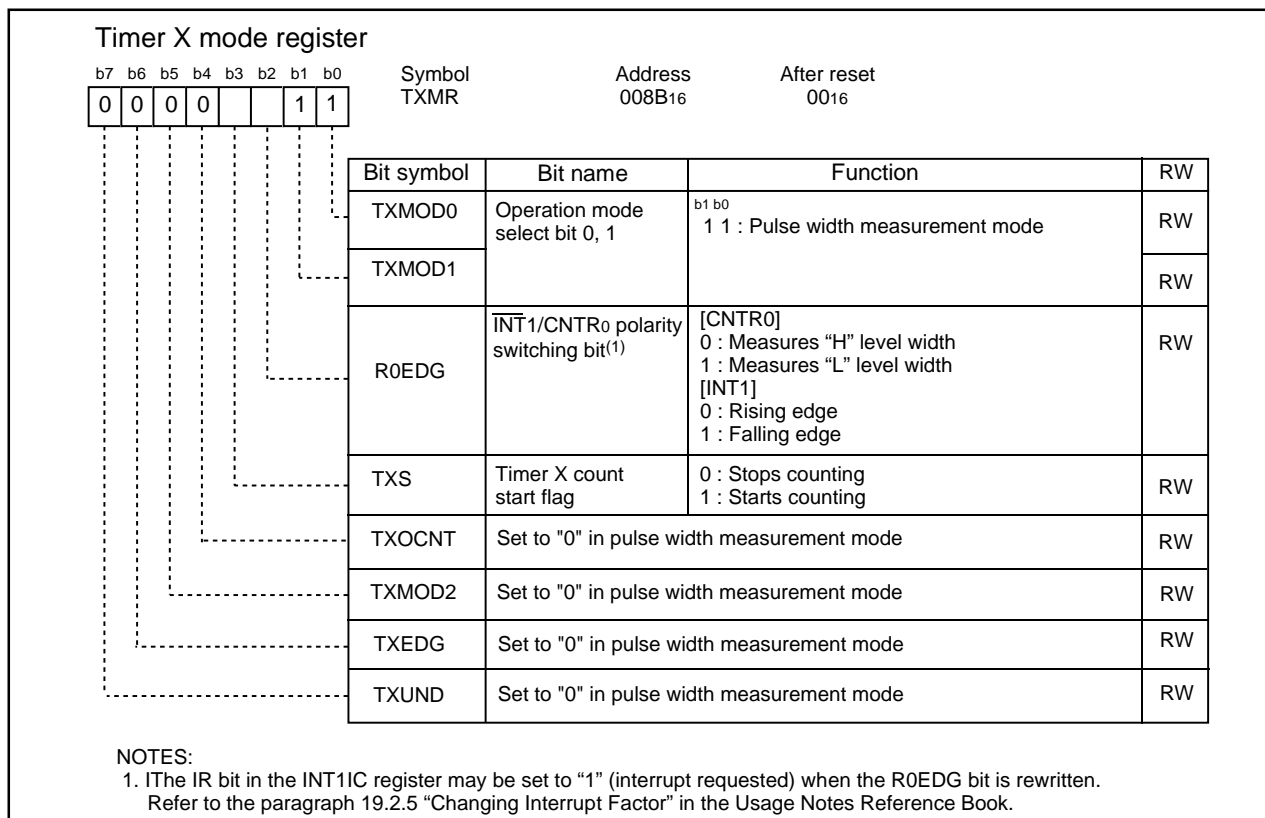 Timer X mode register
b7 b6 b5 b4 b3 b2 b1 b0 Symbol Address After reset
0 0 0 0 1 1 TXMR 008B16 0016
Bit symbol Bit name Function RW
TXMOD0 Operation mode select bit 0, 1 b1 b0
1 1 : Pulse width measurement mode RW
TXMOD1 RW
R0EDG INT1/CNTR0 polarity
switching bit(1) [CNTR0]
0 : Measures “H” level width
1 : Measures “L” level width
[INT1]
0 : Rising edge
1 : Falling edge RW
TXS Timer X count
start flag 0 : Stops counting
1 : Starts counting RW
TXOCNT Set to "0" in pulse width measurement mode RW
TXMOD2 Set to "0" in pulse width measurement mode RW
TXEDG Set to "0" in pulse width measurement mode RW
TXUND Set to "0" in pulse width measurement mode RW
NOTES:
1. IThe IR bit in the INT1IC register may be set to “1” (interrupt requested) when the R0EDG bit is rewritten.
Refer to the paragraph 19.2.5 “Changing Interrupt Factor” in the Usage Notes Reference Book.